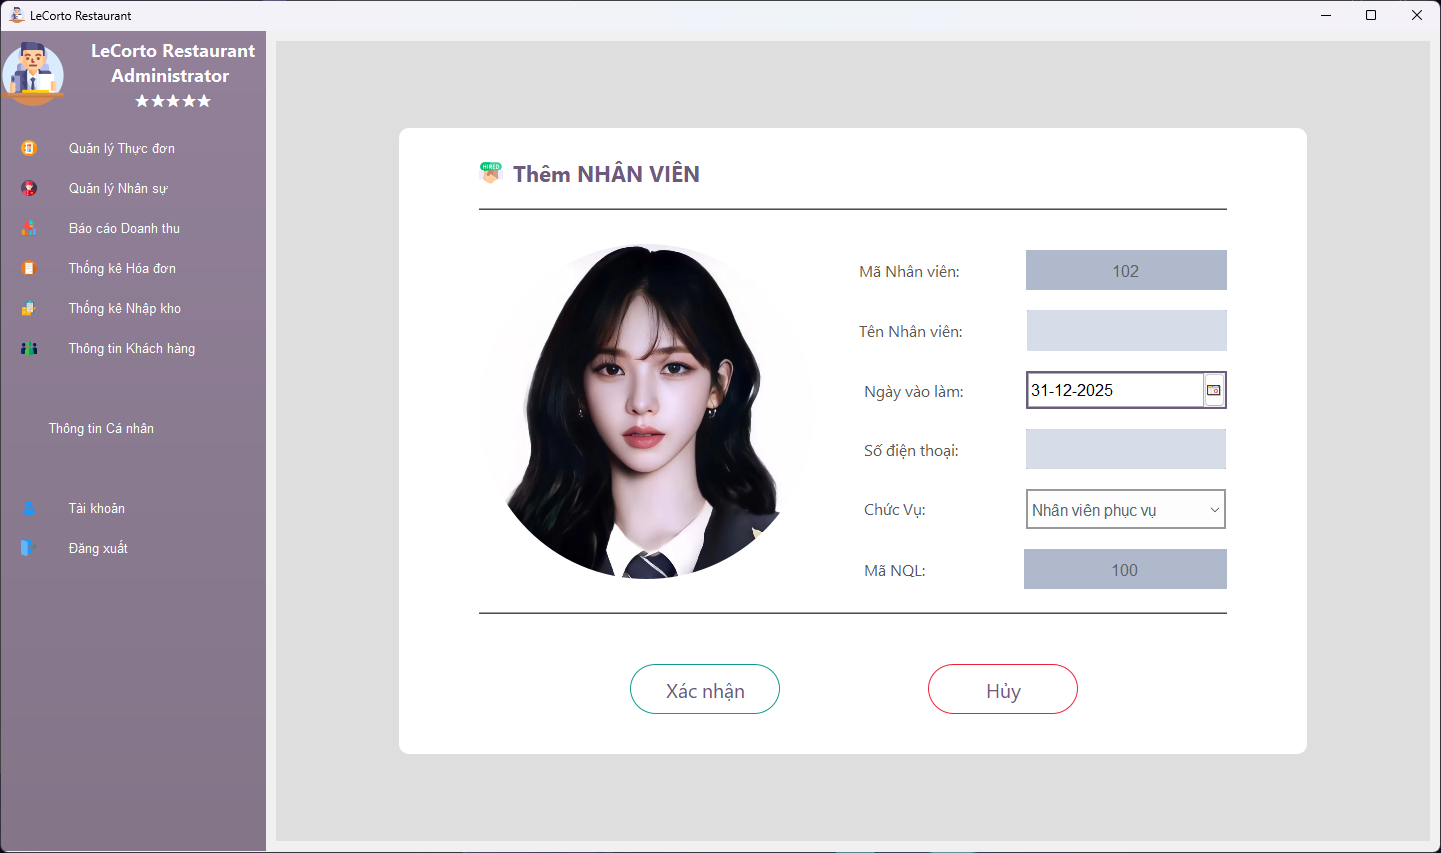 LeCorto Restaurant
LeCorto Restaurant
Administrator
★★★★★
Quản lý Thực đơn
Quản lý Nhân sự
Báo cáo Doanh thu
Thống kê Hóa đơn
Thống kê Nhập kho
Thông tin Khách hàng
Thông tin Cá nhân
Tài khoản
Đăng xuất
HIRED
Thêm NHÂN VIÊN
Mã Nhân viên: 102
Tên Nhân viên:
Ngày vào làm: 31-12-2025
Số điện thoại:
Chức Vụ: Nhân viên phục vụ
Mã NQL: 100
Xác nhận
Hủy